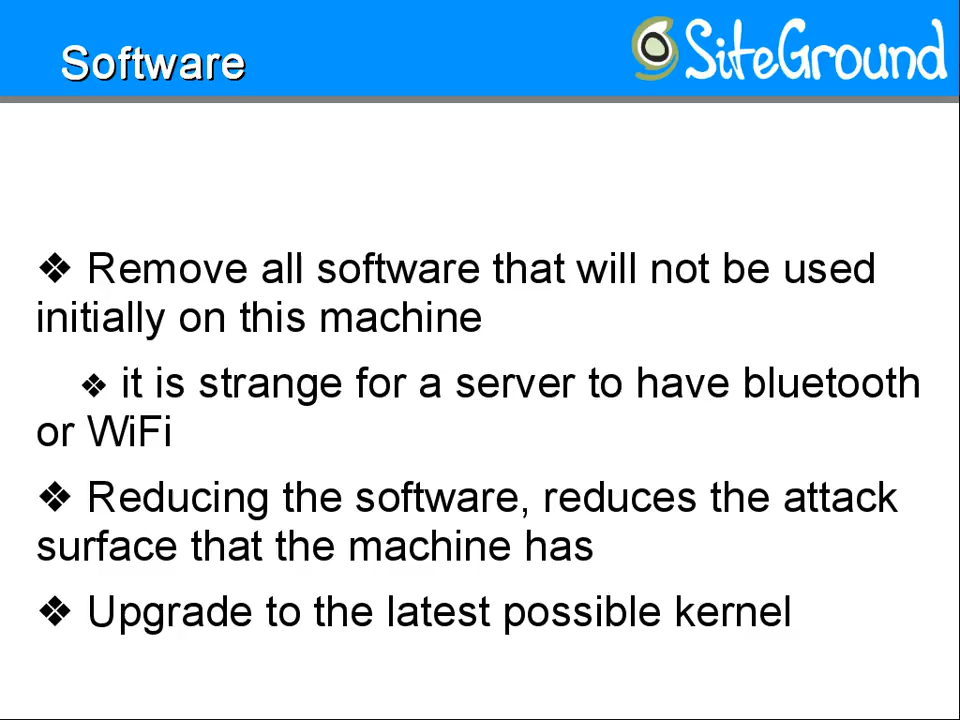 Software
SiteGround
❖ Remove all software that will not be used
initially on this machine
❖ it is strange for a server to have bluetooth
or WiFi
❖ Reducing the software, reduces the attack
surface that the machine has
❖ Upgrade to the latest possible kernel